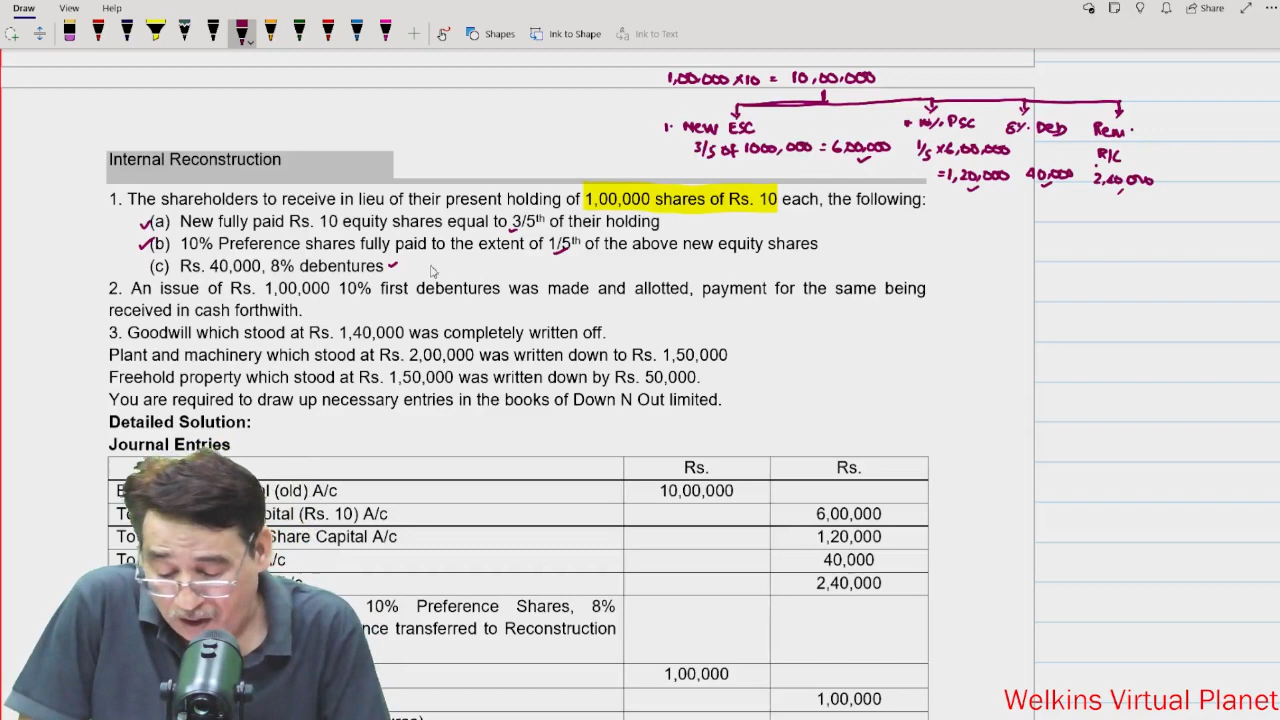 Draw View Help
Share
Shapes Ink to Shape Ink to Text
1,00,000 x 10 = 10,00,000
1. New ESC 10% PSC 8% Deb Rem.
3/5 of 1000,000 = 6,00,000 1/5 x 6,00,000 R/C
= 1,20,000 40,000 2,40,000
Internal Reconstruction
1. The shareholders to receive in lieu of their present holding of 1,00,000 shares of Rs. 10 each, the following:
(a) New fully paid Rs. 10 equity shares equal to 3/5th of their holding
(b) 10% Preference shares fully paid to the extent of 1/5th of the above new equity shares
(c) Rs. 40,000, 8% debentures
2. An issue of Rs. 1,00,000 10% first debentures was made and allotted, payment for the same being
received in cash forthwith.
3. Goodwill which stood at Rs. 1,40,000 was completely written off.
Plant and machinery which stood at Rs. 2,00,000 was written down to Rs. 1,50,000
Freehold property which stood at Rs. 1,50,000 was written down by Rs. 50,000.
You are required to draw up necessary entries in the books of Down N Out limited.
Detailed Solution:
Journal Entries
Rs. Rs.
(old) A/c 10,00,000
(Rs. 10) A/c 6,00,000
Share Capital A/c 1,20,000
A/c 40,000
2,40,000
10% Preference Shares, 8%
transferred to Reconstruction
1,00,000
1,00,000
Welkins Virtual Planet